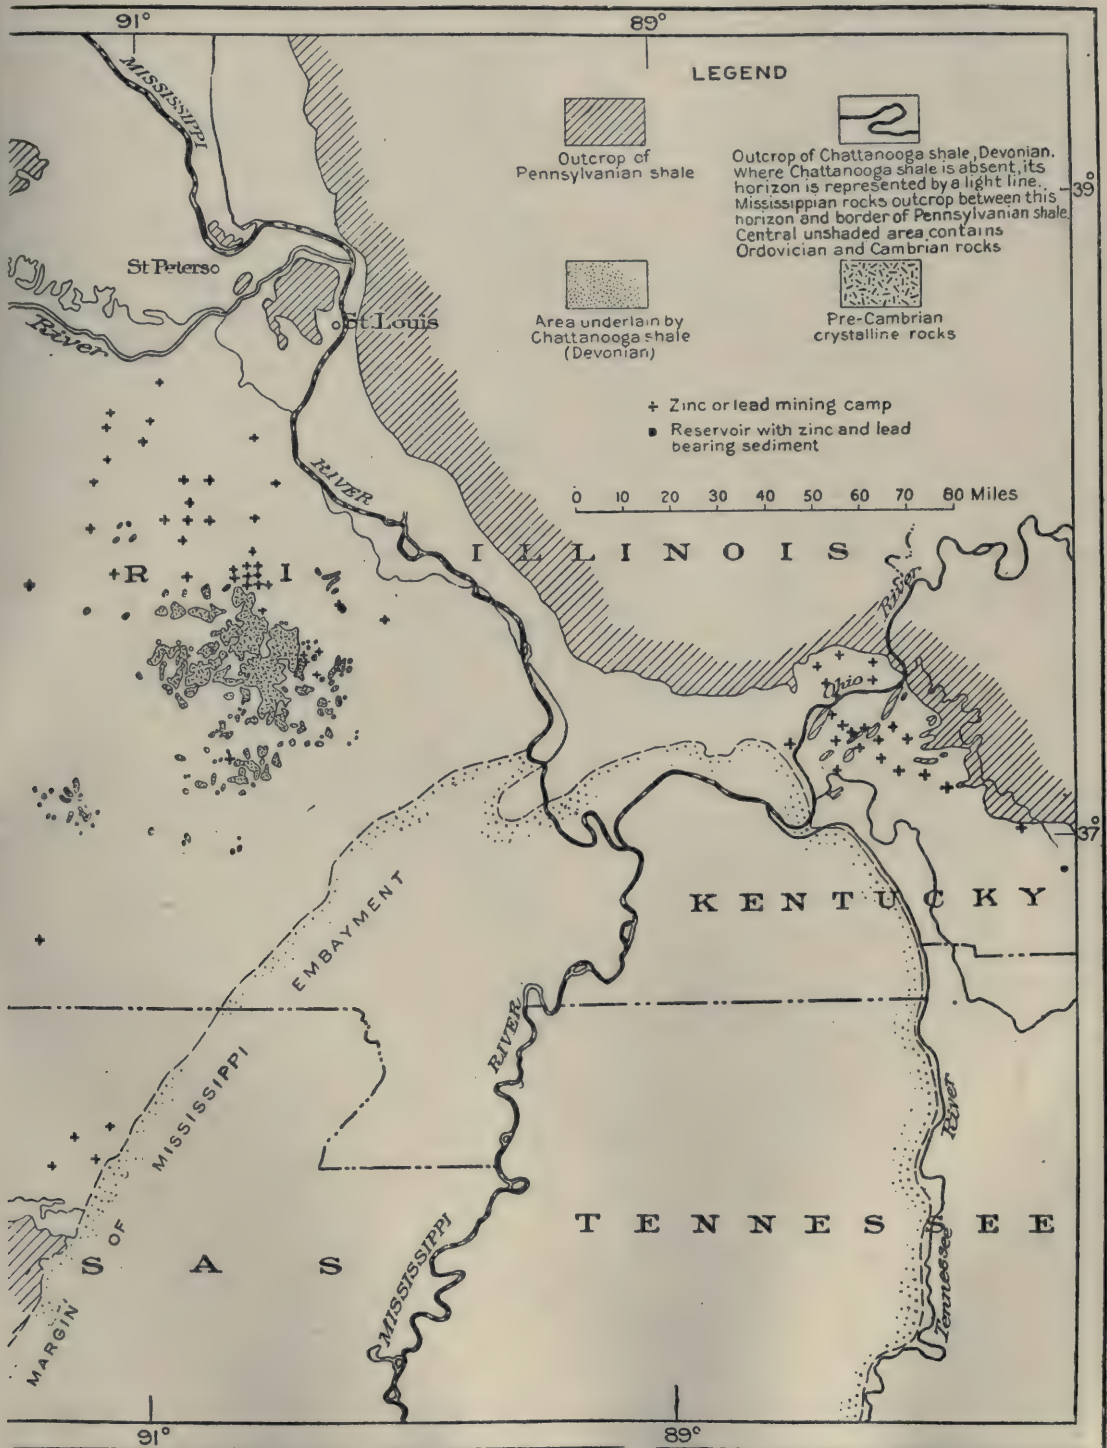 91°
89°
LEGEND
Outcrop of
Pennsylvanian shale
Outcrop of Chattanooga shale, Devonian.
Where Chattanooga shale is absent, its
horizon is represented by a light line.
Mississippian rocks outcrop between this
horizon and border of Pennsylvanian shale.
Central unshaded area contains
Ordovician and Cambrian rocks
Area underlain by
Chattanooga shale
(Devonian)
Pre-Cambrian
crystalline rocks
+ Zinc or lead mining camp
Reservoir with zinc and lead
bearing sediment
0 10 20 30 40 50 60 70 80 Miles
39°
MISSISSIPPI
St Peterso
St. Louis
River
RIVER
ILLINOIS
R I
River
Ohio
37°
KENTUCKY
EMBAYMENT
RIVER
MISSISSIPPI
River
OF
TENNESSEE
S A S
MISSISSIPPI
Tennessee
MARGIN
91°
89°